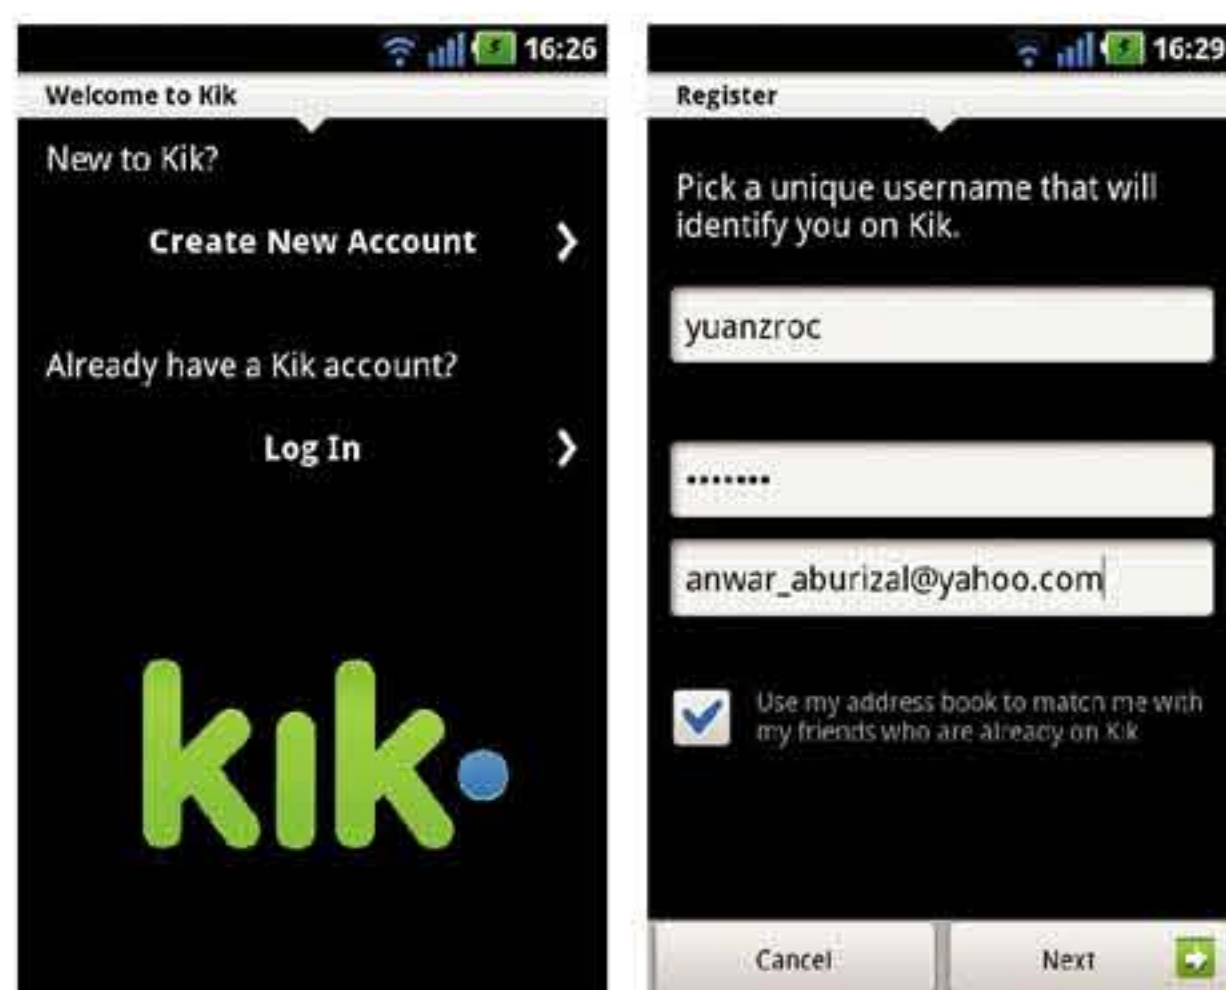 16:26
Welcome to Kik
New to Kik?
Create New Account
Already have a Kik account?
Log In
kik
16:29
Register
Pick a unique username that will
identify you on Kik.
yuanzroc
•••••••
anwar_aburizal@yahoo.com
Use my address book to match me with
my friends who are already on Kik
Cancel
Next